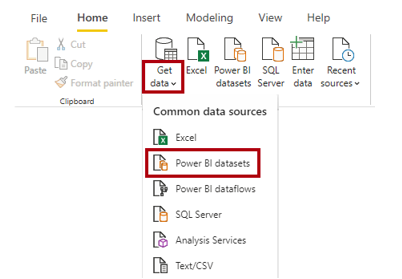 File Home Insert Modeling View Help
Paste
Cut
Copy
Format painter
Clipboard
Get data
Excel
Power BI datasets
SQL Server
Enter data
Recent sources
Common data sources
Excel
Power BI datasets
Power BI dataflows
SQL Server
Analysis Services
Text/CSV